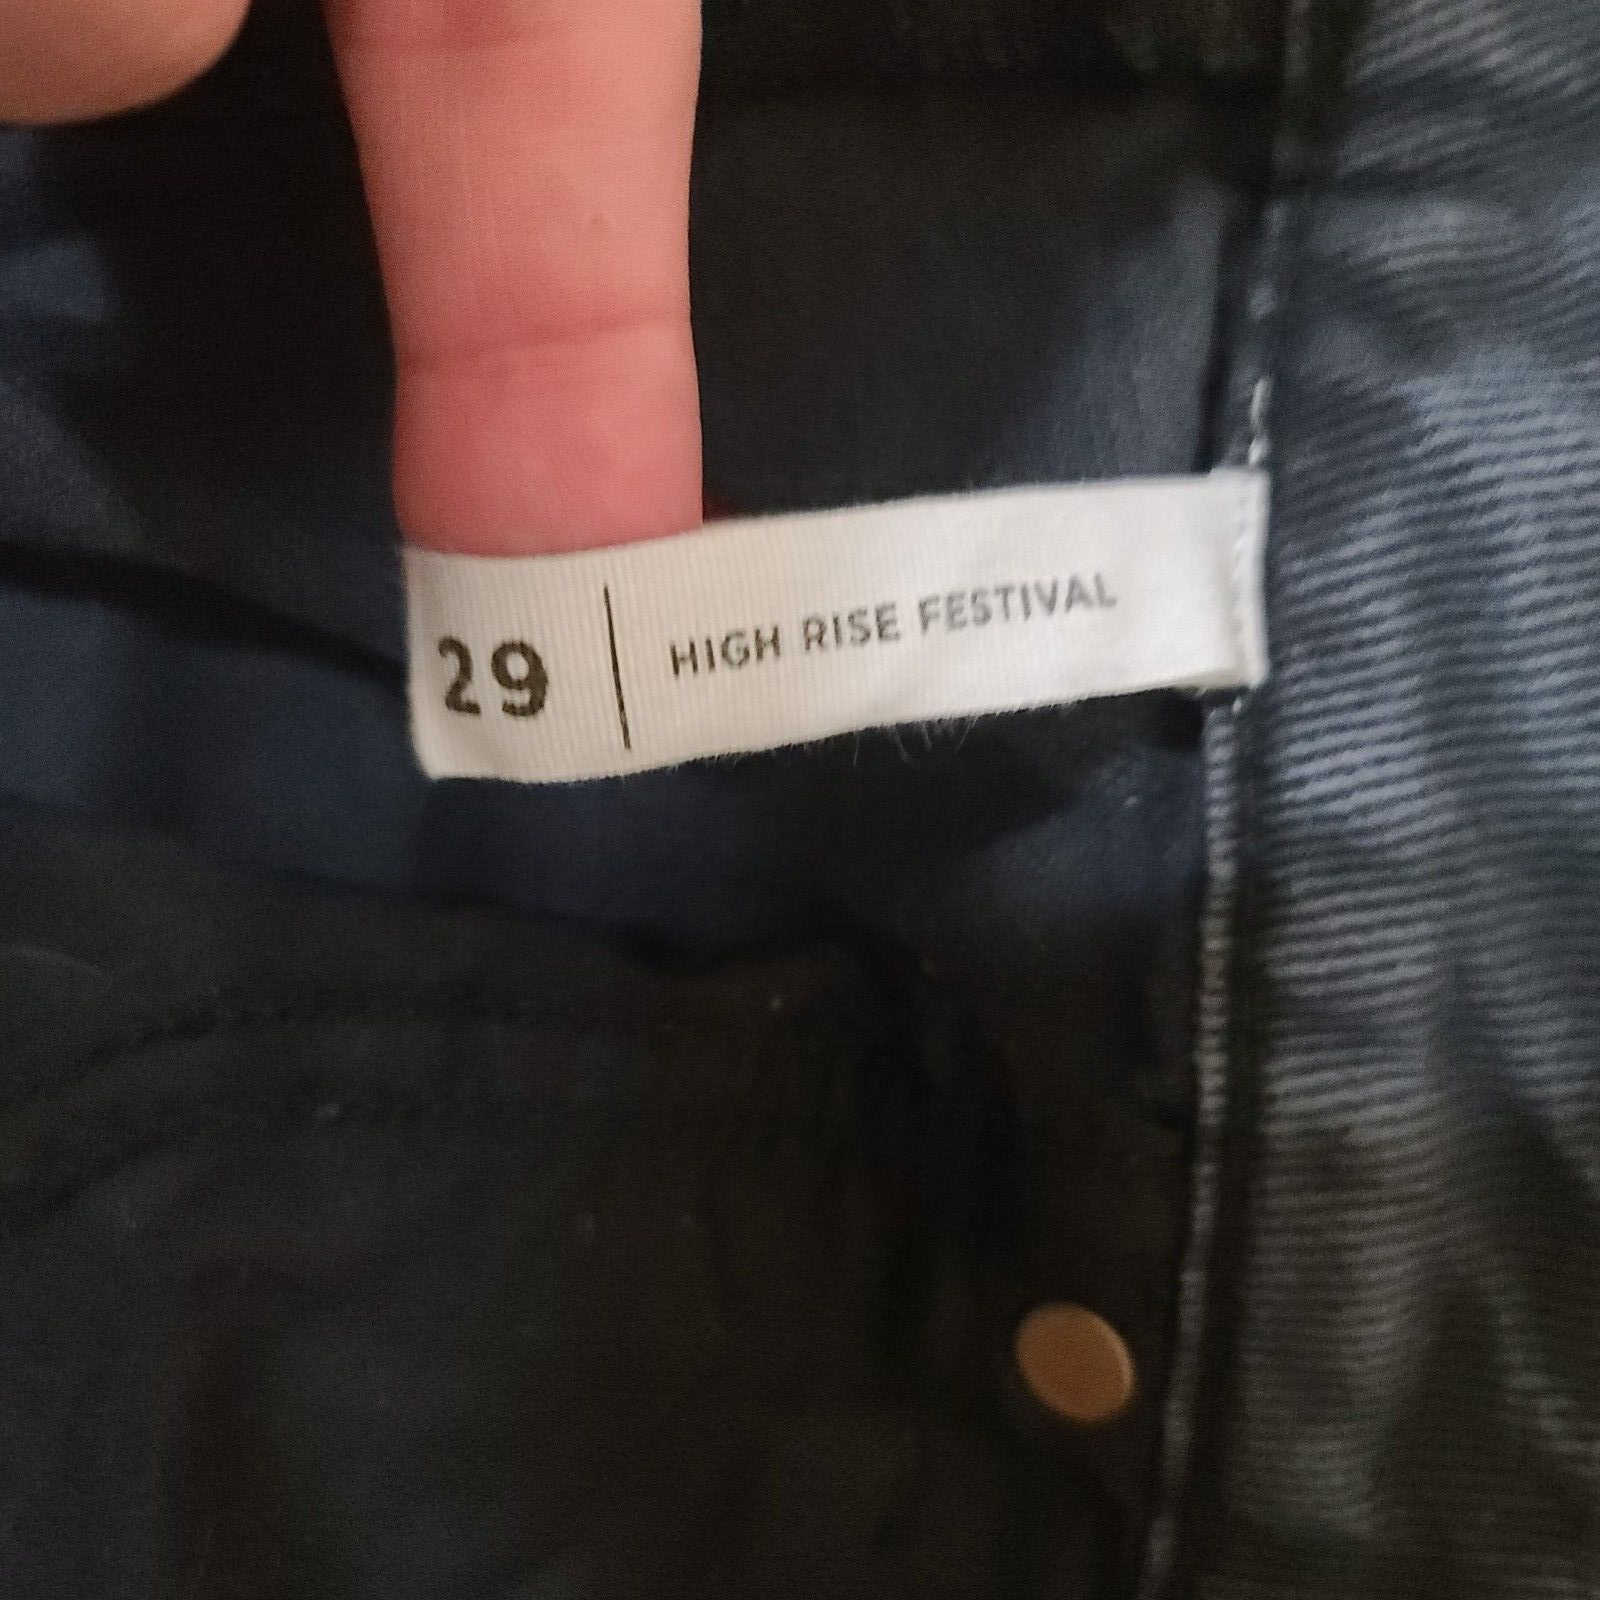 29 | HIGH RISE FESTIVAL